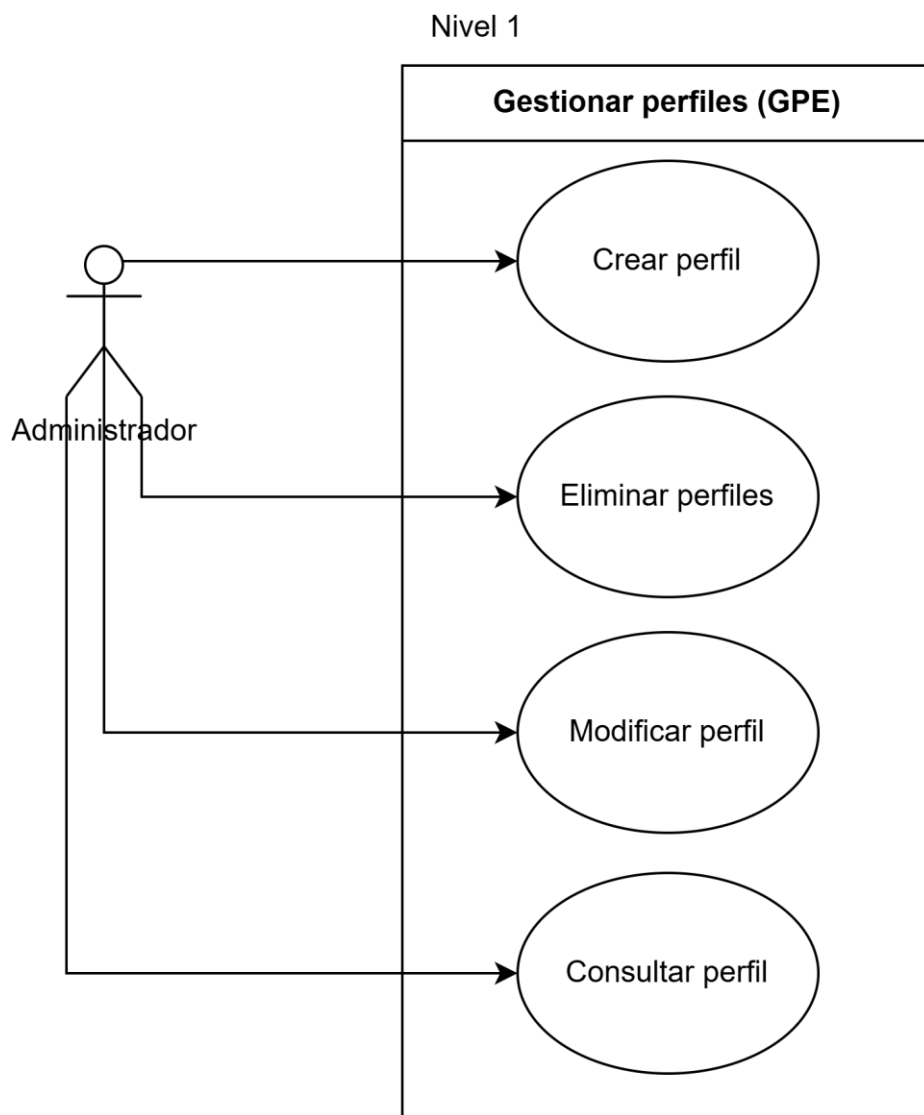 Nivel 1
Gestionar perfiles (GPE)
Crear perfil
Administrador
Eliminar perfiles
Modificar perfil
Consultar perfil